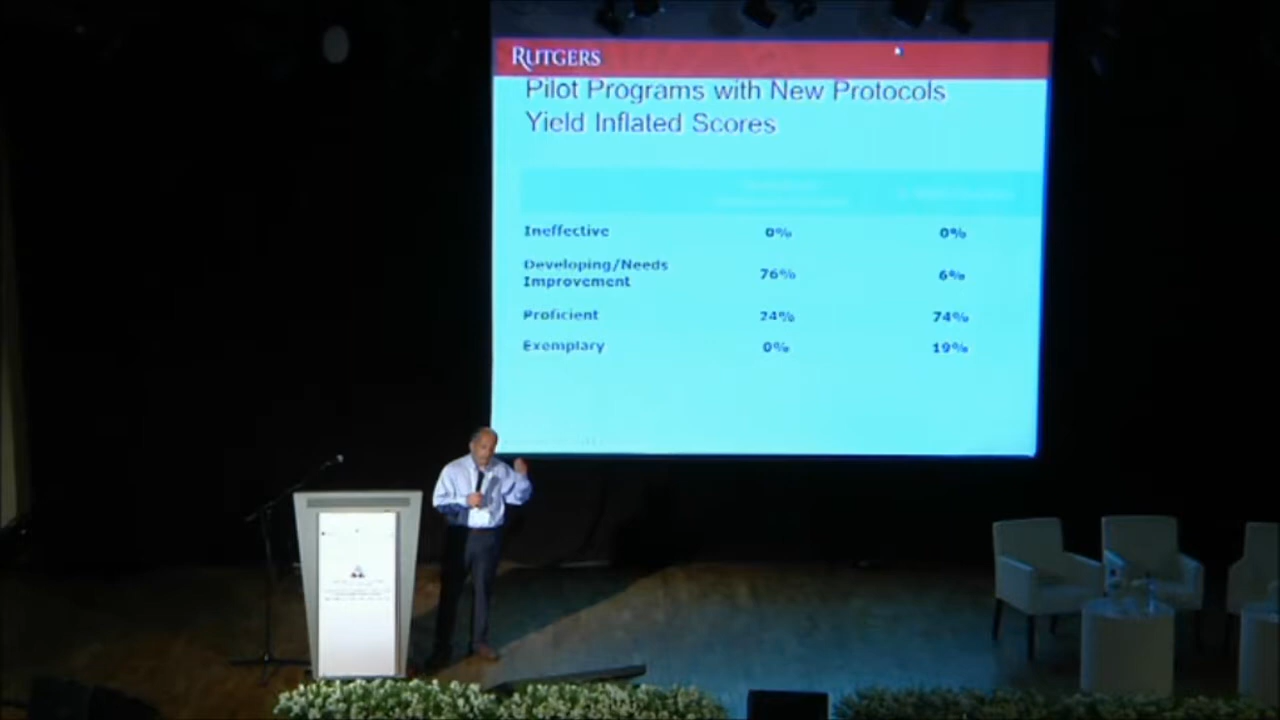 RUTGERS
Pilot Programs with New Protocols
Yield Inflated Scores
Ineffective 0% 0%
Developing/Needs
Improvement 76% 6%
Proficient 24% 74%
Exemplary 0% 19%